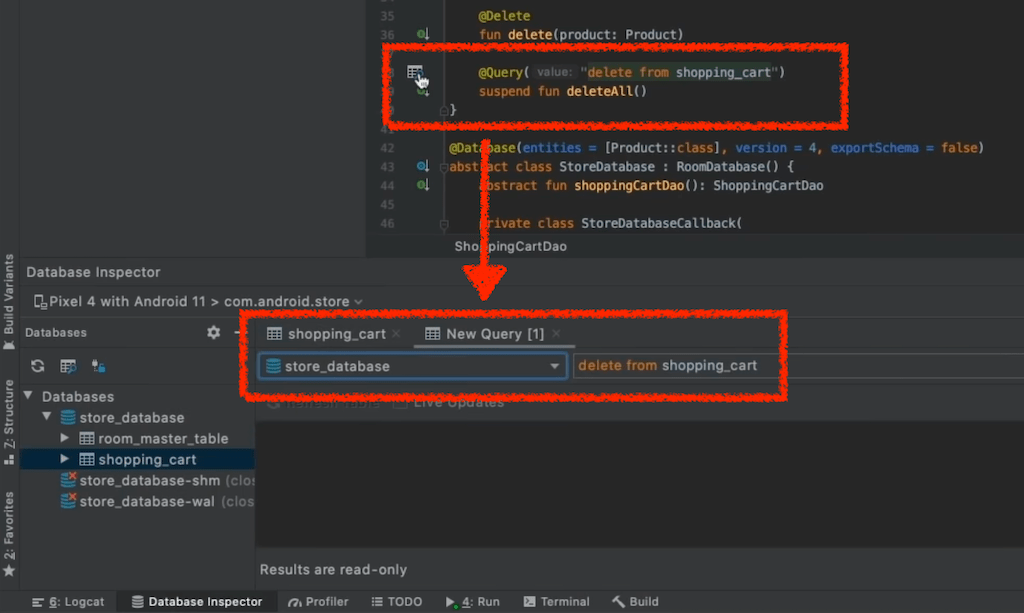 35 @Delete
36 fun delete(product: Product)
@Query( value: "delete from shopping_cart")
suspend fun deleteAll()
}
41
42 @Database(entities = [Product::class], version = 4, exportSchema = false)
43 abstract class StoreDatabase : RoomDatabase() {
44 abstract fun shoppingCartDao(): ShoppingCartDao
45
46 private class StoreDatabaseCallback(
ShoppingCartDao
Database Inspector
Pixel 4 with Android 11 > com.android.store
Databases
shopping_cart × New Query [1] ×
store_database delete from shopping_cart
Refresh Table Live Updates
Databases
store_database
room_master_table
shopping_cart
store_database-shm (clos
store_database-wal (clos
Results are read-only
Build Variants
Z: Structure
2: Favorites
6: Logcat Database Inspector Profiler TODO 4: Run Terminal Build